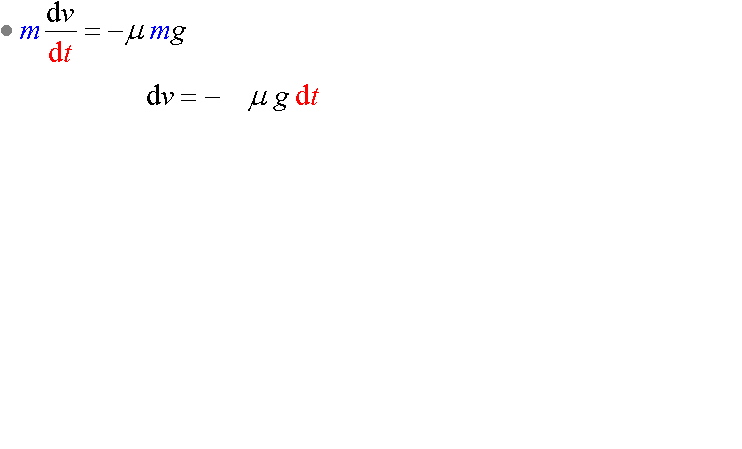 • m dv/dt = −μ mg
dv = − μ g dt